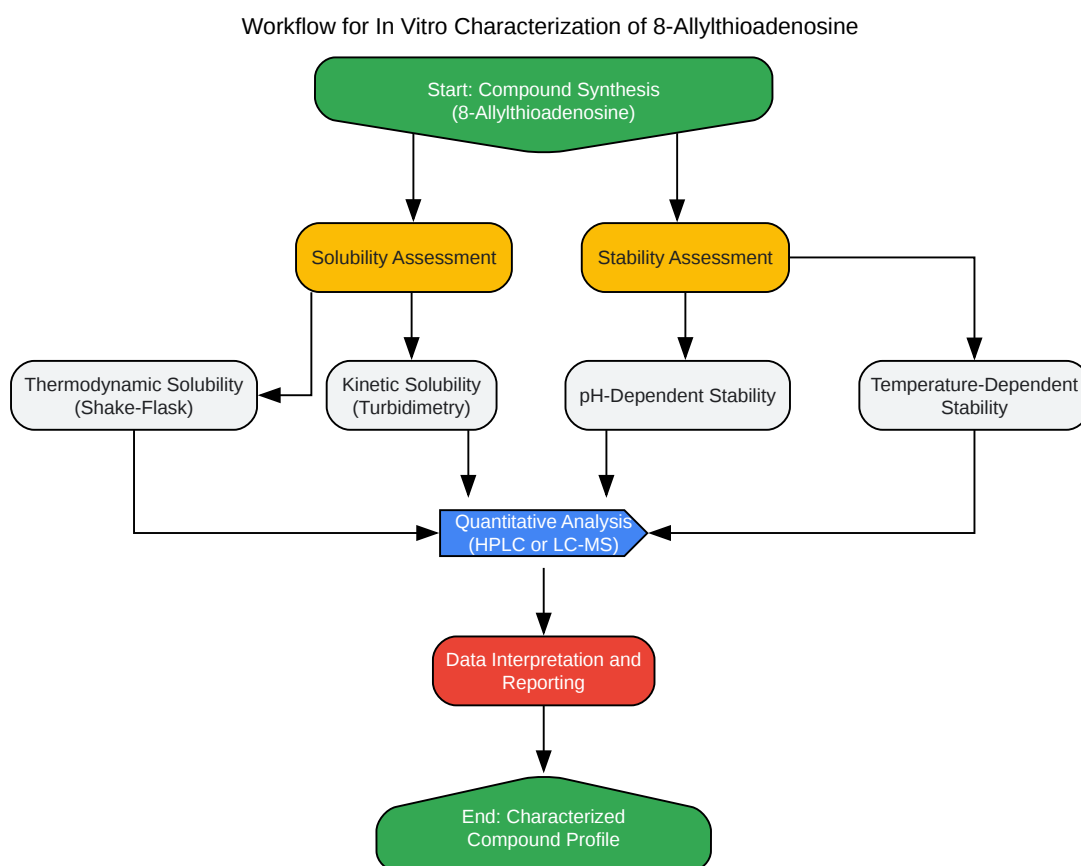 Workflow for In Vitro Characterization of 8-Allylthioadenosine
Start: Compound Synthesis
(8-Allylthioadenosine)
Solubility Assessment
Stability Assessment
Thermodynamic Solubility
(Shake-Flask)
Kinetic Solubility
(Turbidimetry)
pH-Dependent Stability
Temperature-Dependent
Stability
Quantitative Analysis
(HPLC or LC-MS)
Data Interpretation and
Reporting
End: Characterized
Compound Profile